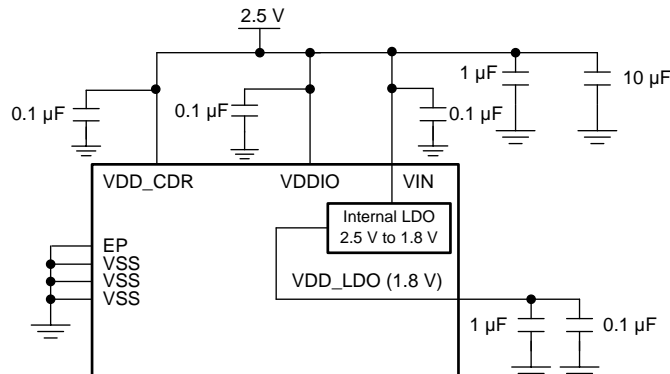 2.5 V
1 µF
10 µF
0.1 µF
0.1 µF
0.1 µF
VDD_CDR
VDDIO
VIN
Internal LDO
2.5 V to 1.8 V
EP
VSS
VSS
VSS
VDD_LDO (1.8 V)
1 µF
0.1 µF